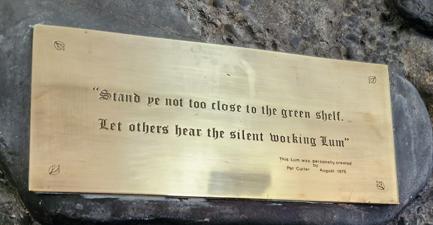 "Stand ye not too close to the green shelf.
Let others hear the silent working Lum"
This Lum was personally created
by
Pat Curler August 1975